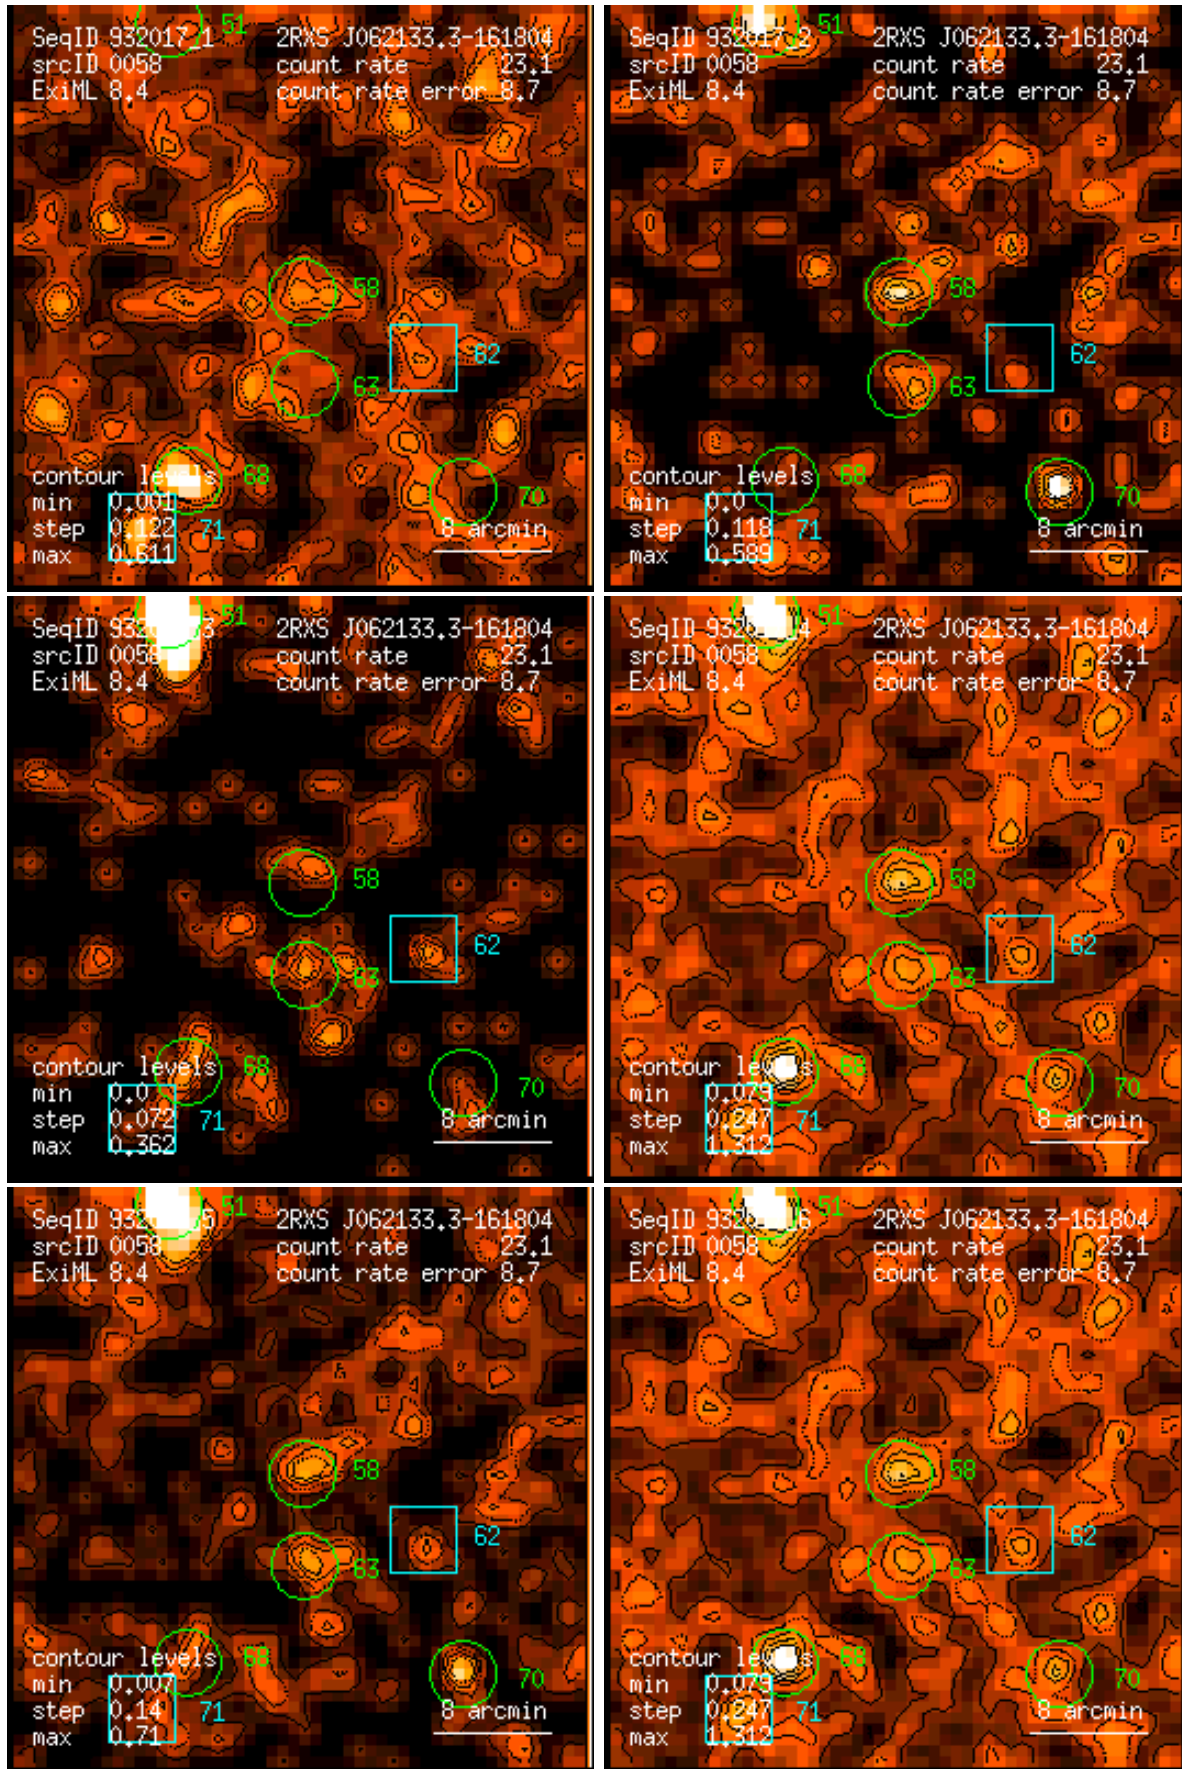 51
SeqID 932017_1 2RXS J062133.3-161804
srcID 0058 count rate 23.1
ExiML 8.4 count rate error 8.7
58
62
63
contour levels 68
min 0.001 70
step 0.122 71 8 arcmin
max 0.611
51
SeqID 932017_2 2RXS J062133.3-161804
srcID 0058 count rate 23.1
ExiML 8.4 count rate error 8.7
58
62
63
contour levels 68
min 0.0 70
step 0.118 71 8 arcmin
max 0.589
51
SeqID 2RXS J062133.3-161804
srcID 0058 count rate 23.1
ExiML 8.4 count rate error 8.7
58
62
63
contour levels 68
min 0.0 70
step 0.072 71 8 arcmin
max 0.362
51
SeqID 2RXS J062133.3-161804
srcID 0058 count rate 23.1
ExiML 8.4 count rate error 8.7
58
62
63
contour levels 68
min 0.079 70
step 0.247 71 8 arcmin
max 1.312
51
SeqID 2RXS J062133.3-161804
srcID 0058 count rate 23.1
ExiML 8.4 count rate error 8.7
58
62
63
contour levels 68
min 0.007 70
step 0.14 71 8 arcmin
max 0.71
51
SeqID 2RXS J062133.3-161804
srcID 0058 count rate 23.1
ExiML 8.4 count rate error 8.7
58
62
63
contour levels 68
min 0.079 70
step 0.247 71 8 arcmin
max 1.312